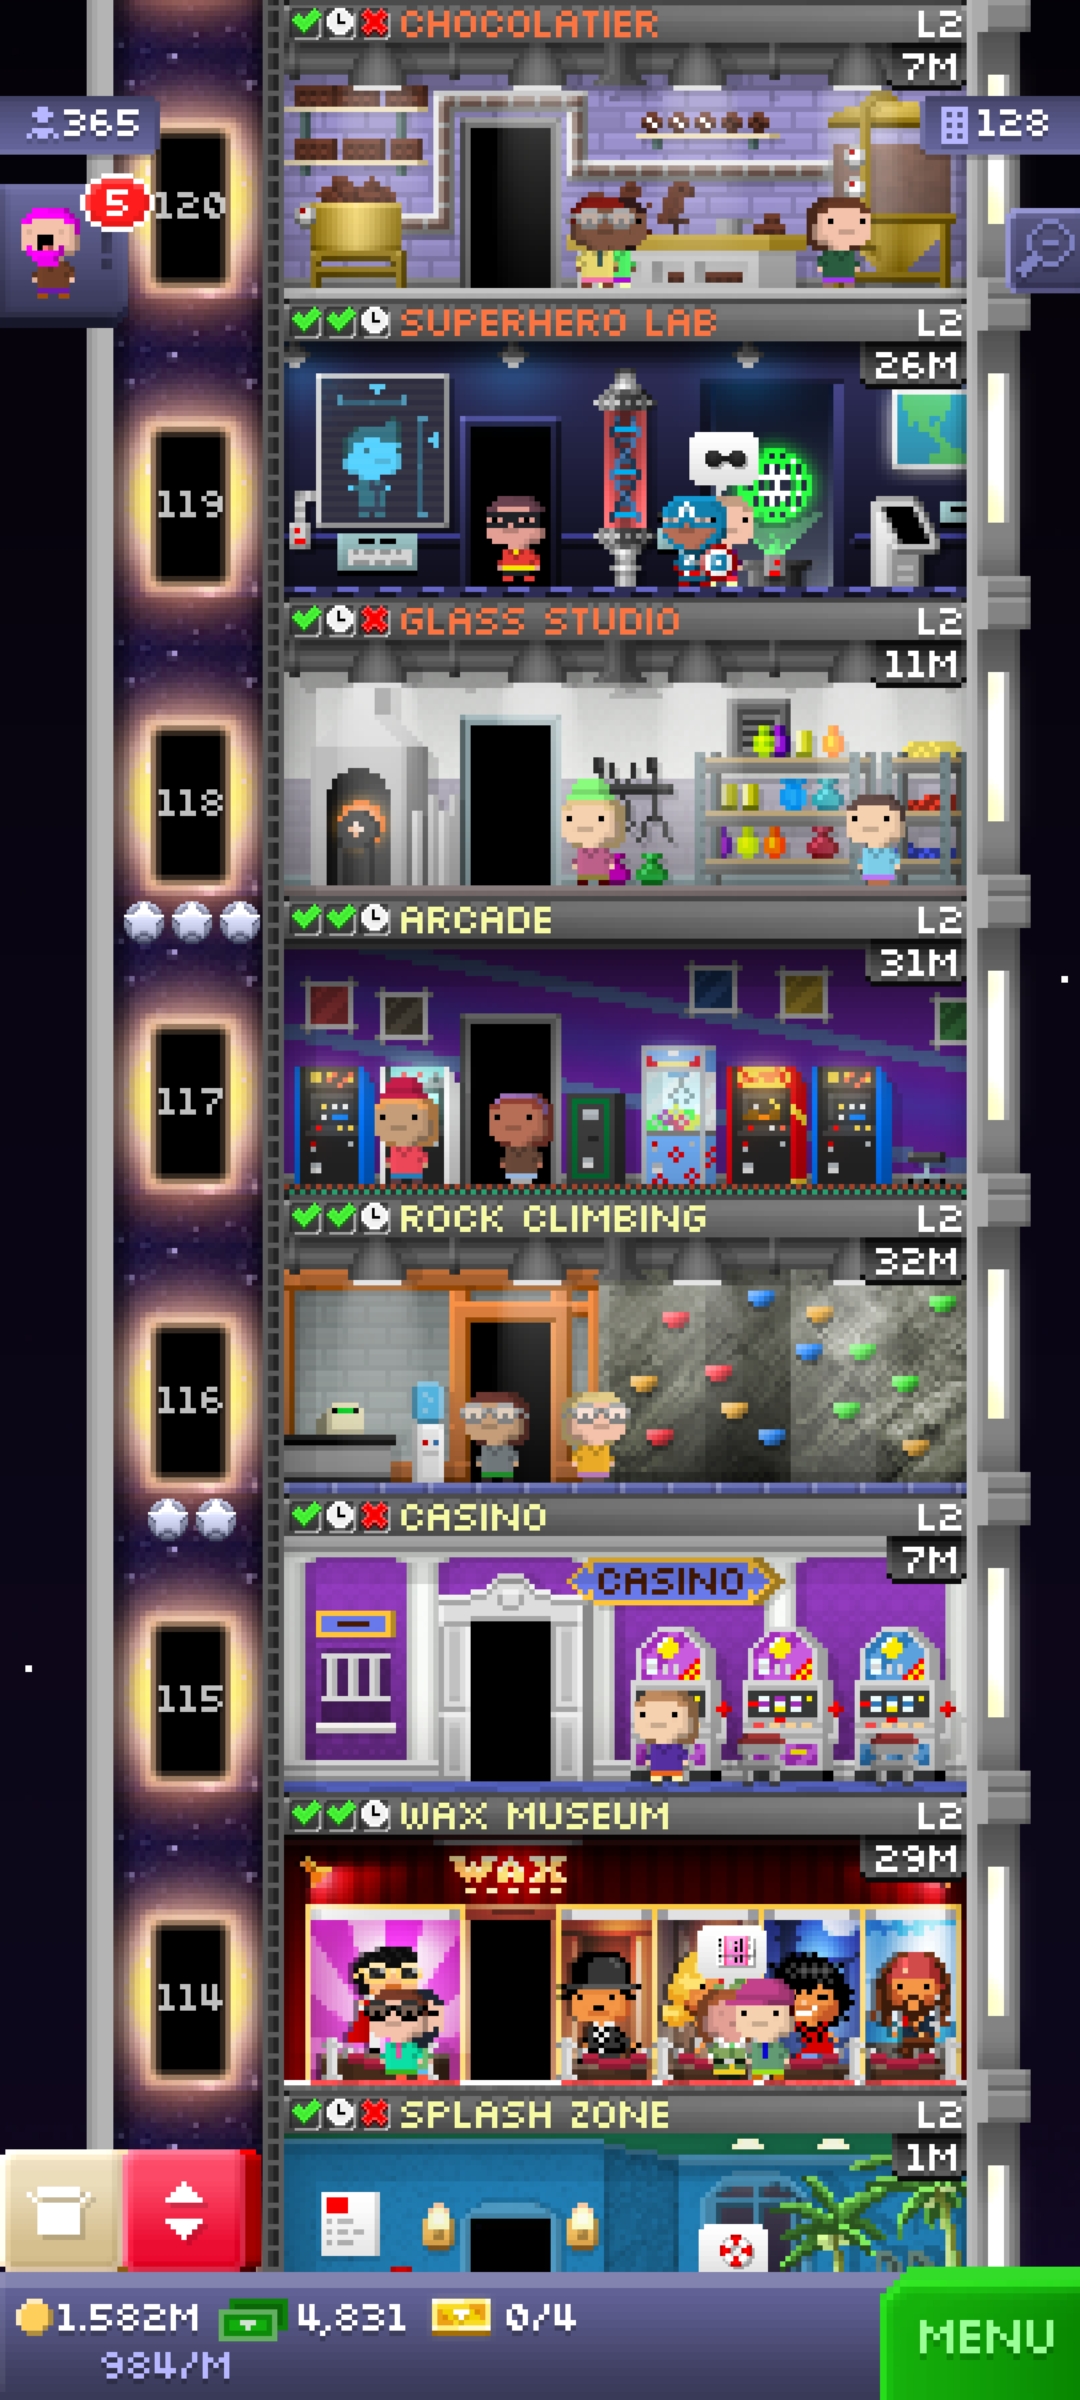 CHOCOLATIER L2
7M
365
128
5
120
SUPERHERO LAB L2
26M
119
GLASS STUDIO L2
11M
118
ARCADE L2
31M
117
ROCK CLIMBING L2
32M
116
CASINO L2
7M
CASINO
115
WAX MUSEUM L2
29M
WAX
114
SPLASH ZONE L2
1M
1.582M 4,831 0/4
984/M
MENU